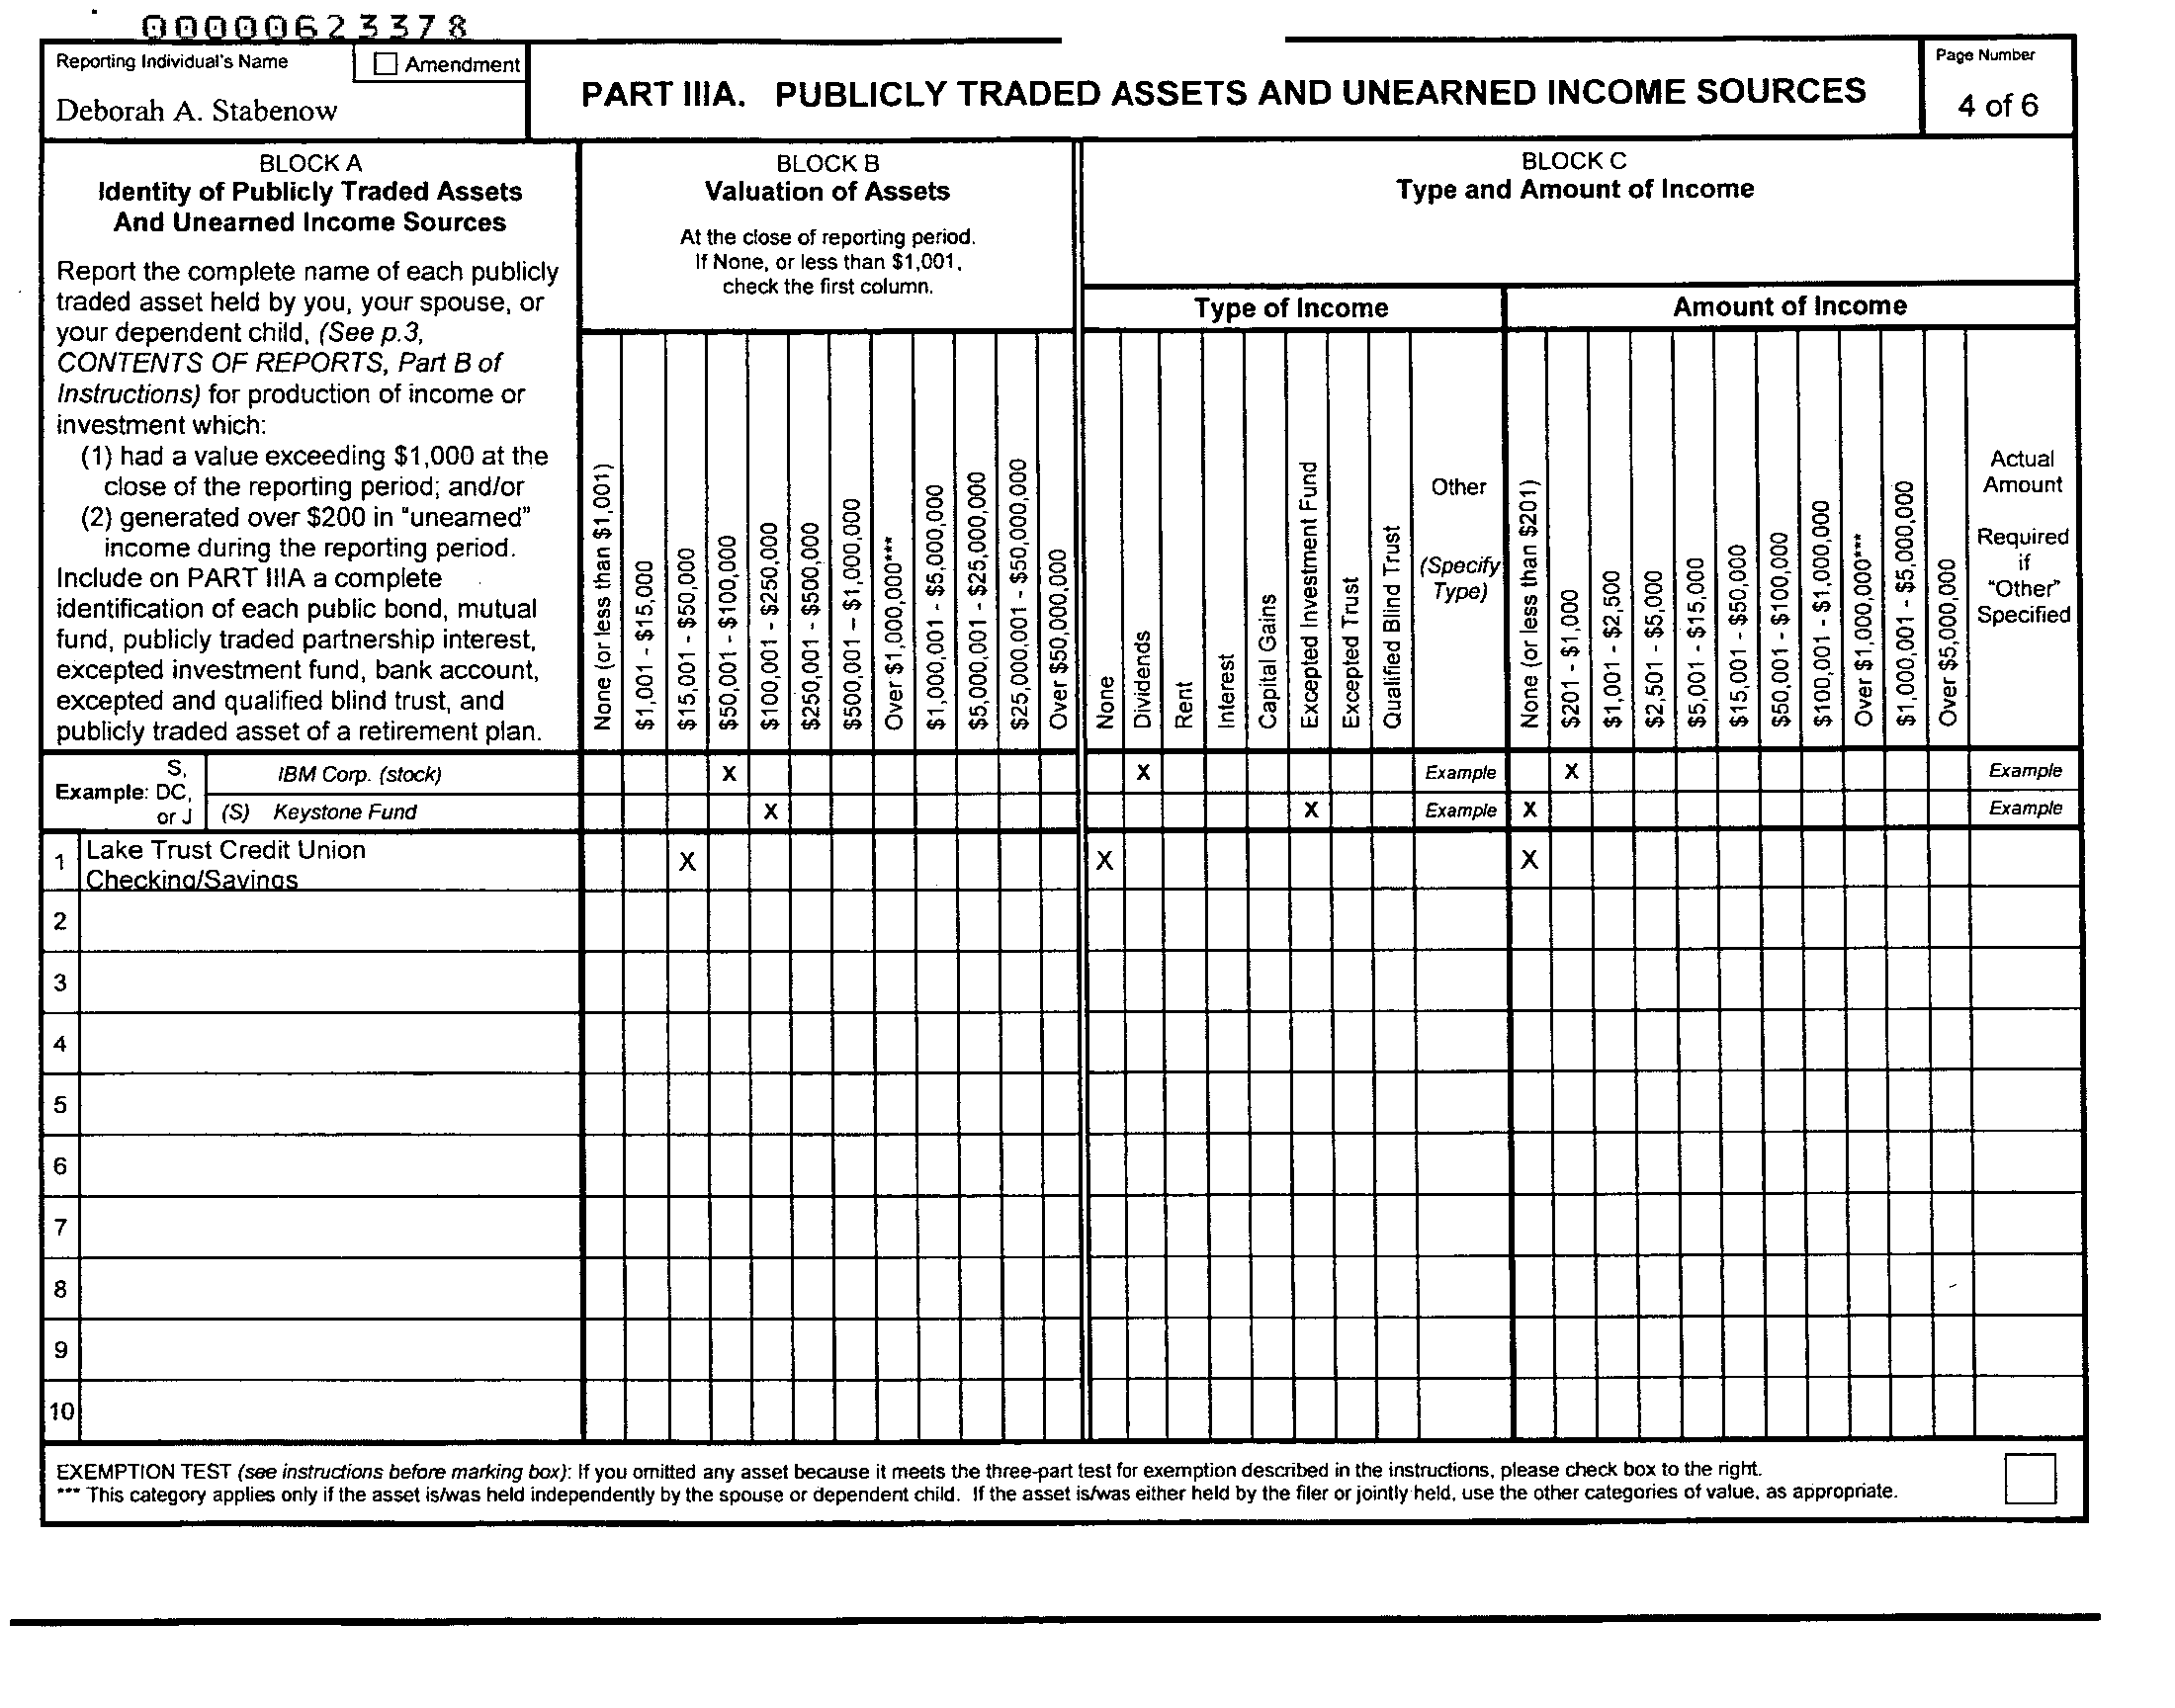 00000623378
Reporting Individual's Name
Amendment
Deborah A. Stabenow
PART IIIA. PUBLICLY TRADED ASSETS AND UNEARNED INCOME SOURCES
Page Number
4 of 6
BLOCK A
Identity of Publicly Traded Assets
And Unearned Income Sources
Report the complete name of each publicly
traded asset held by you, your spouse, or
your dependent child, (See p.3,
CONTENTS OF REPORTS, Part B of
Instructions) for production of income or
investment which:
(1) had a value exceeding $1,000 at the
close of the reporting period; and/or
(2) generated over $200 in "unearned"
income during the reporting period.
Include on PART IIIA a complete
identification of each public bond, mutual
fund, publicly traded partnership interest,
excepted investment fund, bank account,
excepted and qualified blind trust, and
publicly traded asset of a retirement plan.
BLOCK B
Valuation of Assets
At the close of reporting period.
If None, or less than $1,001,
check the first column.
None (or less than $1,001)
$1,001 - $15,000
$15,001 - $50,000
$50,001 - $100,000
$100,001 - $250,000
$250,001 - $500,000
$500,001 – $1,000,000
Over $1,000,000***
$1,000,001 - $5,000,000
$5,000,001 - $25,000,000
$25,000,001 - $50,000,000
Over $50,000,000
BLOCK C
Type and Amount of Income
Type of Income
None
Dividends
Rent
Interest
Capital Gains
Excepted Investment Fund
Excepted Trust
Qualified Blind Trust
Other
(Specify
Type)
Amount of Income
None (or less than $201)
$201 - $1,000
$1,001 - $2,500
$2,501 - $5,000
$5,001 - $15,000
$15,001 - $50,000
$50,001 - $100,000
$100,001 - $1,000,000
Over $1,000,000***
$1,000,001 - $5,000,000
Over $5,000,000
Actual
Amount
Required
if
"Other"
Specified
Example:
S,
DC,
or J
IBM Corp. (stock) X X Example X Example
(S) Keystone Fund X X Example X Example
1 Lake Trust Credit Union
Checking/Savings X X X
2
3
4
5
6
7
8
9
10
EXEMPTION TEST (see instructions before marking box): If you omitted any asset because it meets the three-part test for exemption described in the instructions, please check box to the right.
*** This category applies only if the asset is/was held independently by the spouse or dependent child. If the asset is/was either held by the filer or jointly held, use the other categories of value, as appropriate.